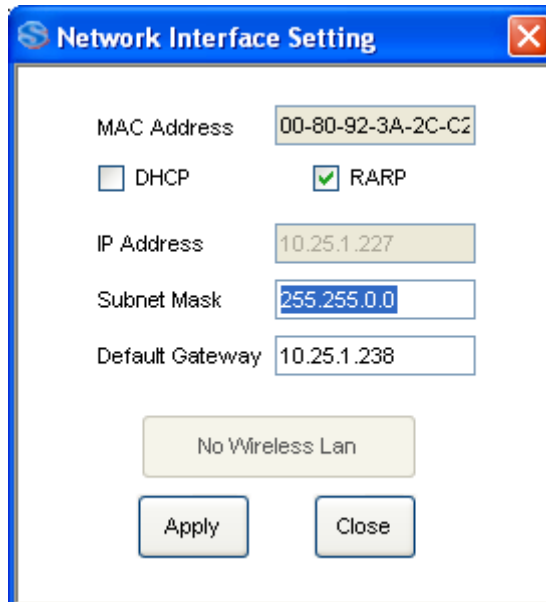 Network Interface Setting
MAC Address 00-80-92-3A-2C-C2
DHCP RARP
IP Address 10.25.1.227
Subnet Mask 255.255.0.0
Default Gateway 10.25.1.238
No Wireless Lan
Apply Close